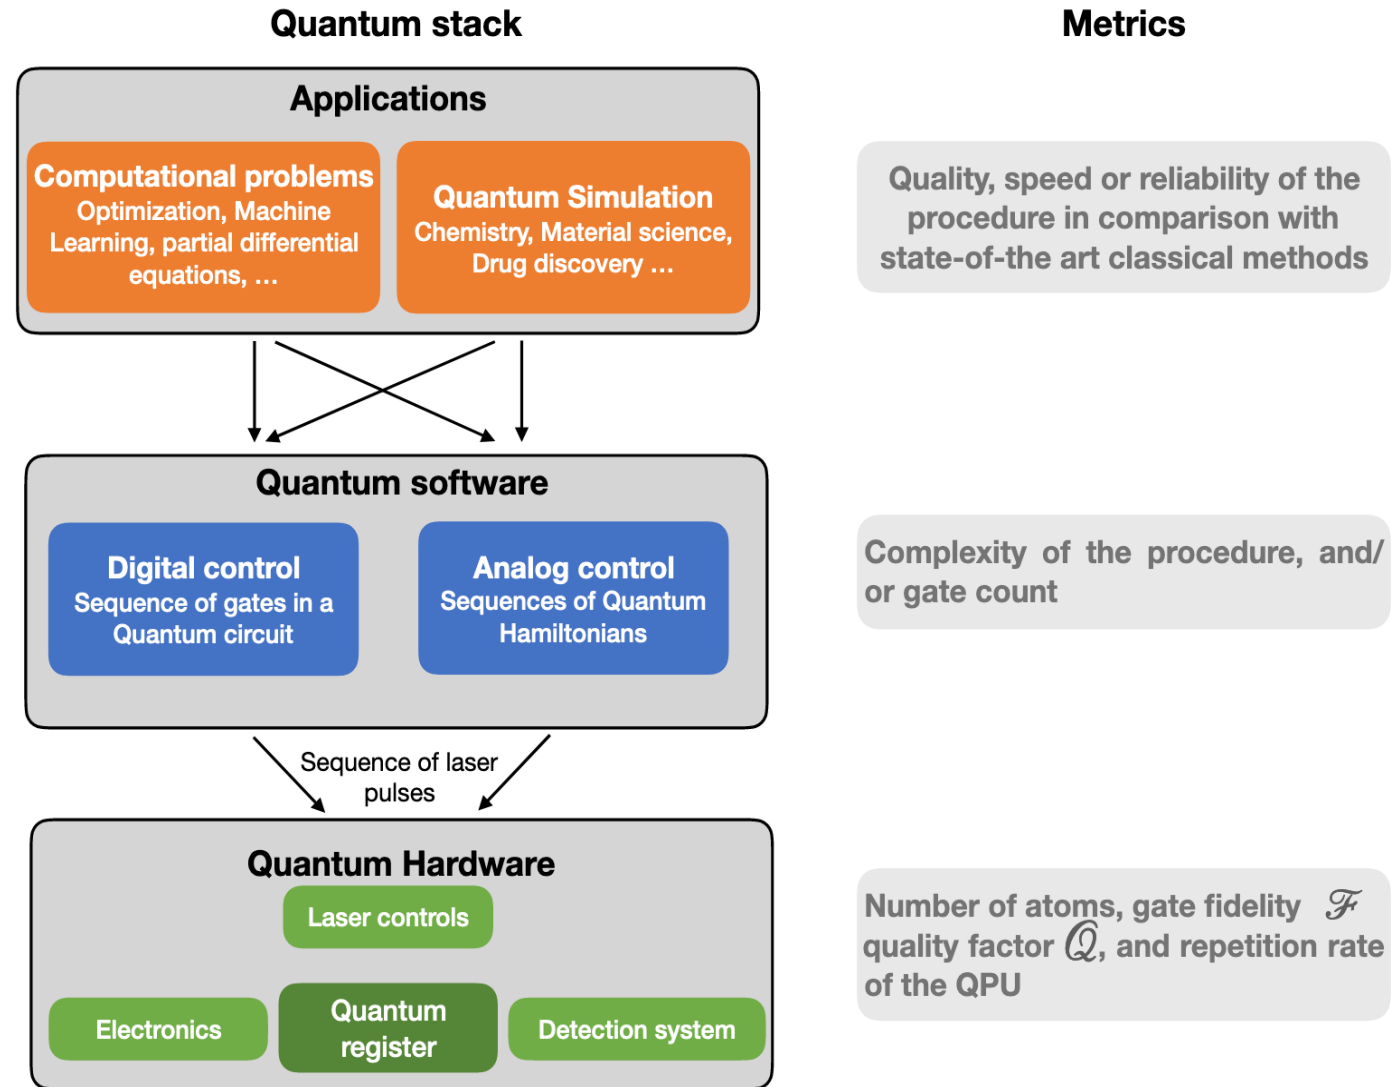 Quantum stack
Metrics
Applications
Computational problems
Optimization, Machine
Learning, partial differential
equations, ...
Quantum Simulation
Chemistry, Material science,
Drug discovery ...
Quality, speed or reliability of the
procedure in comparison with
state-of-the art classical methods
Quantum software
Digital control
Sequence of gates in a
Quantum circuit
Analog control
Sequences of Quantum
Hamiltonians
Complexity of the procedure, and/
or gate count
Sequence of laser
pulses
Quantum Hardware
Laser controls
Electronics
Quantum
register
Detection system
Number of atoms, gate fidelity ℱ
quality factor 𝒬, and repetition rate
of the QPU